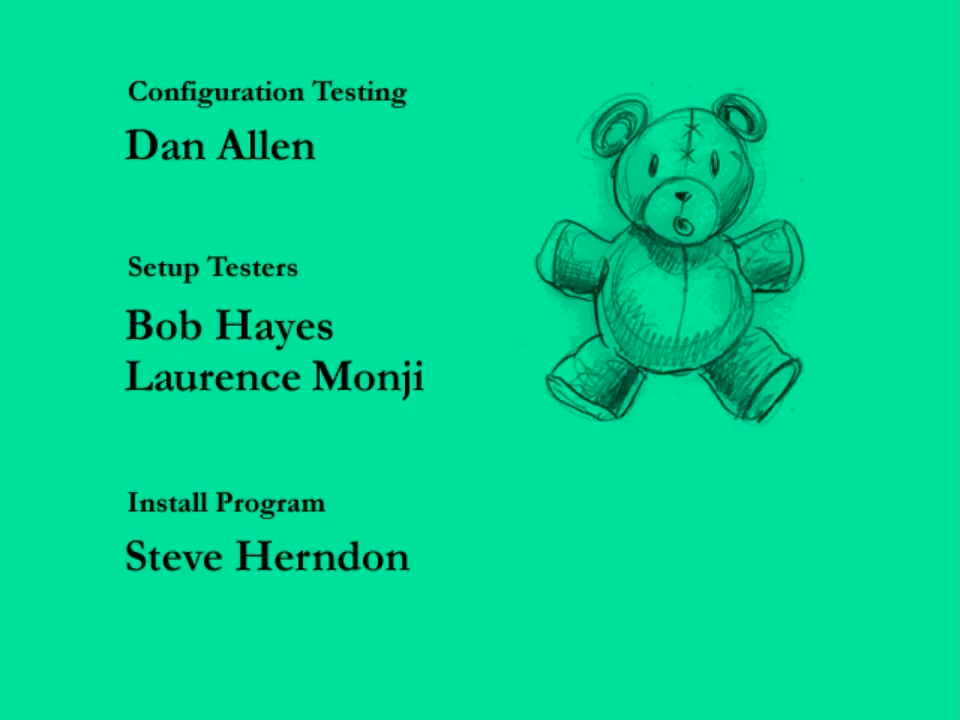 Configuration Testing
Dan Allen
Setup Testers
Bob Hayes
Laurence Monji
Install Program
Steve Herndon